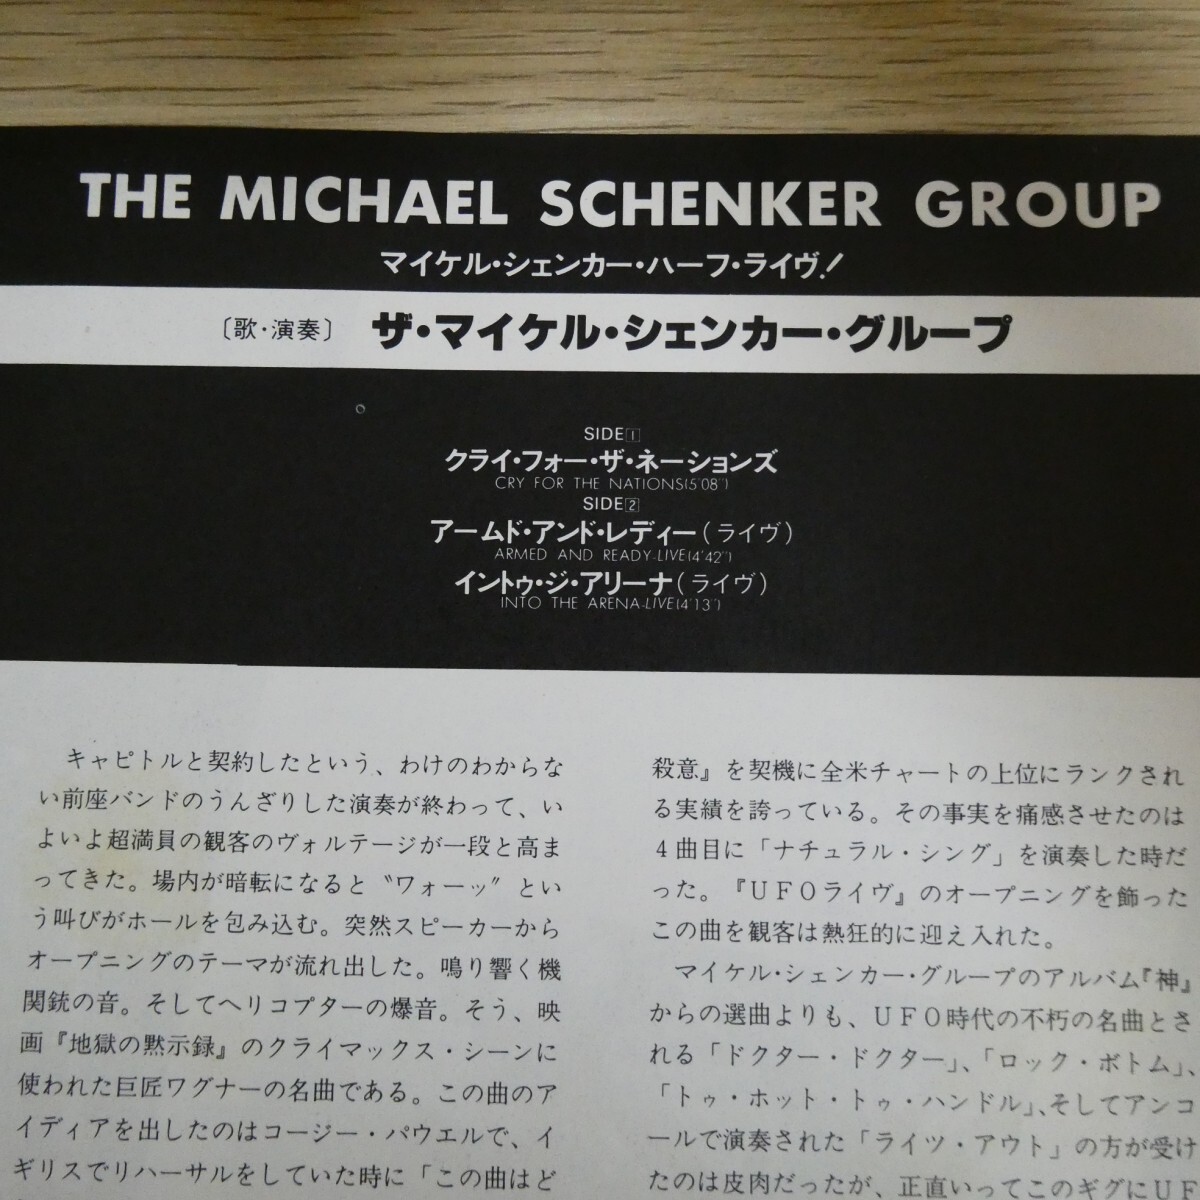 THE MICHAEL SCHENKER GROUP
マイケル・シェンカー・ハーフ・ライヴ!
〔歌・演奏〕 ザ・マイケル・シェンカー・グループ
SIDE1
クライ・フォー・ザ・ネーションズ
CRY FOR THE NATIONS(5'08")
SIDE2
アームド・アンド・レディー(ライヴ)
ARMED AND READY-LIVE(4'42")
イントゥ・ジ・アリーナ(ライヴ)
INTO THE ARENA-LIVE(4'13")
キャピトルと契約したという、わけのわからな
い前座バンドのうんざりした演奏が終わって、い
よいよ超満員の観客のヴォルテージが一段と高ま
ってきた。場内が暗転になると〝ワォーッ〟とい
う叫びがホールを包み込む。突然スピーカーから
オープニングのテーマが流れ出した。鳴り響く機
関銃の音。そしてヘリコプターの爆音。そう、映
画『地獄の黙示録』のクライマックス・シーンに
使われた巨匠ワグナーの名曲である。この曲のア
イディアを出したのはコージー・パウエルで、イ
ギリスでリハーサルをしていた時に「この曲はど
殺意』を契機に全米チャートの上位にランクされ
る実績を誇っている。その事実を痛感させたのは
4曲目に「ナチュラル・シング」を演奏した時だ
った。『UFOライヴ』のオープニングを飾った
この曲を観客は熱狂的に迎え入れた。
マイケル・シェンカー・グループのアルバム『神』
からの選曲よりも、UFO時代の不朽の名曲とさ
れる「ドクター・ドクター」、「ロック・ボトム」、
「トゥ・ホット・トゥ・ハンドル」、そしてアンコ
ールで演奏された「ライツ・アウト」の方が受け
たのは皮肉だったが、正直いってこのギグにUF